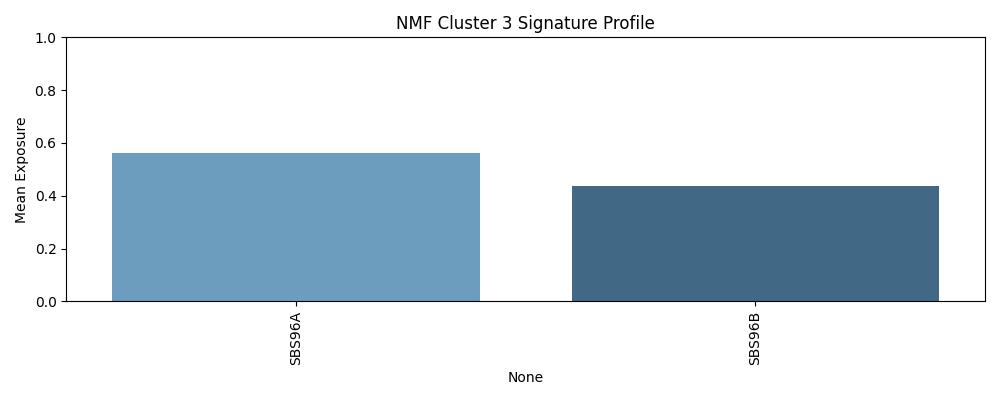 NMF Cluster 3 Signature Profile
1.0
0.8
0.6
0.4
0.2
0.0
Mean Exposure
SBS96A
SBS96B
None